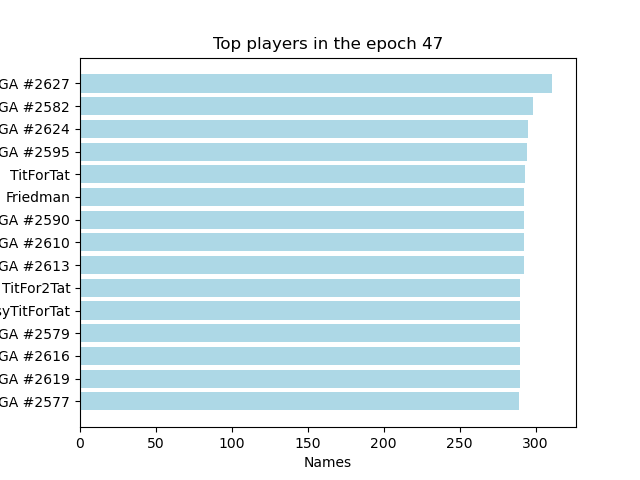 Top players in the epoch 47
GA #2627
GA #2582
GA #2624
GA #2595
TitForTat
Friedman
GA #2590
GA #2610
GA #2613
TitFor2Tat
syTitForTat
GA #2579
GA #2616
GA #2619
GA #2577
0 50 100 150 200 250 300
Names